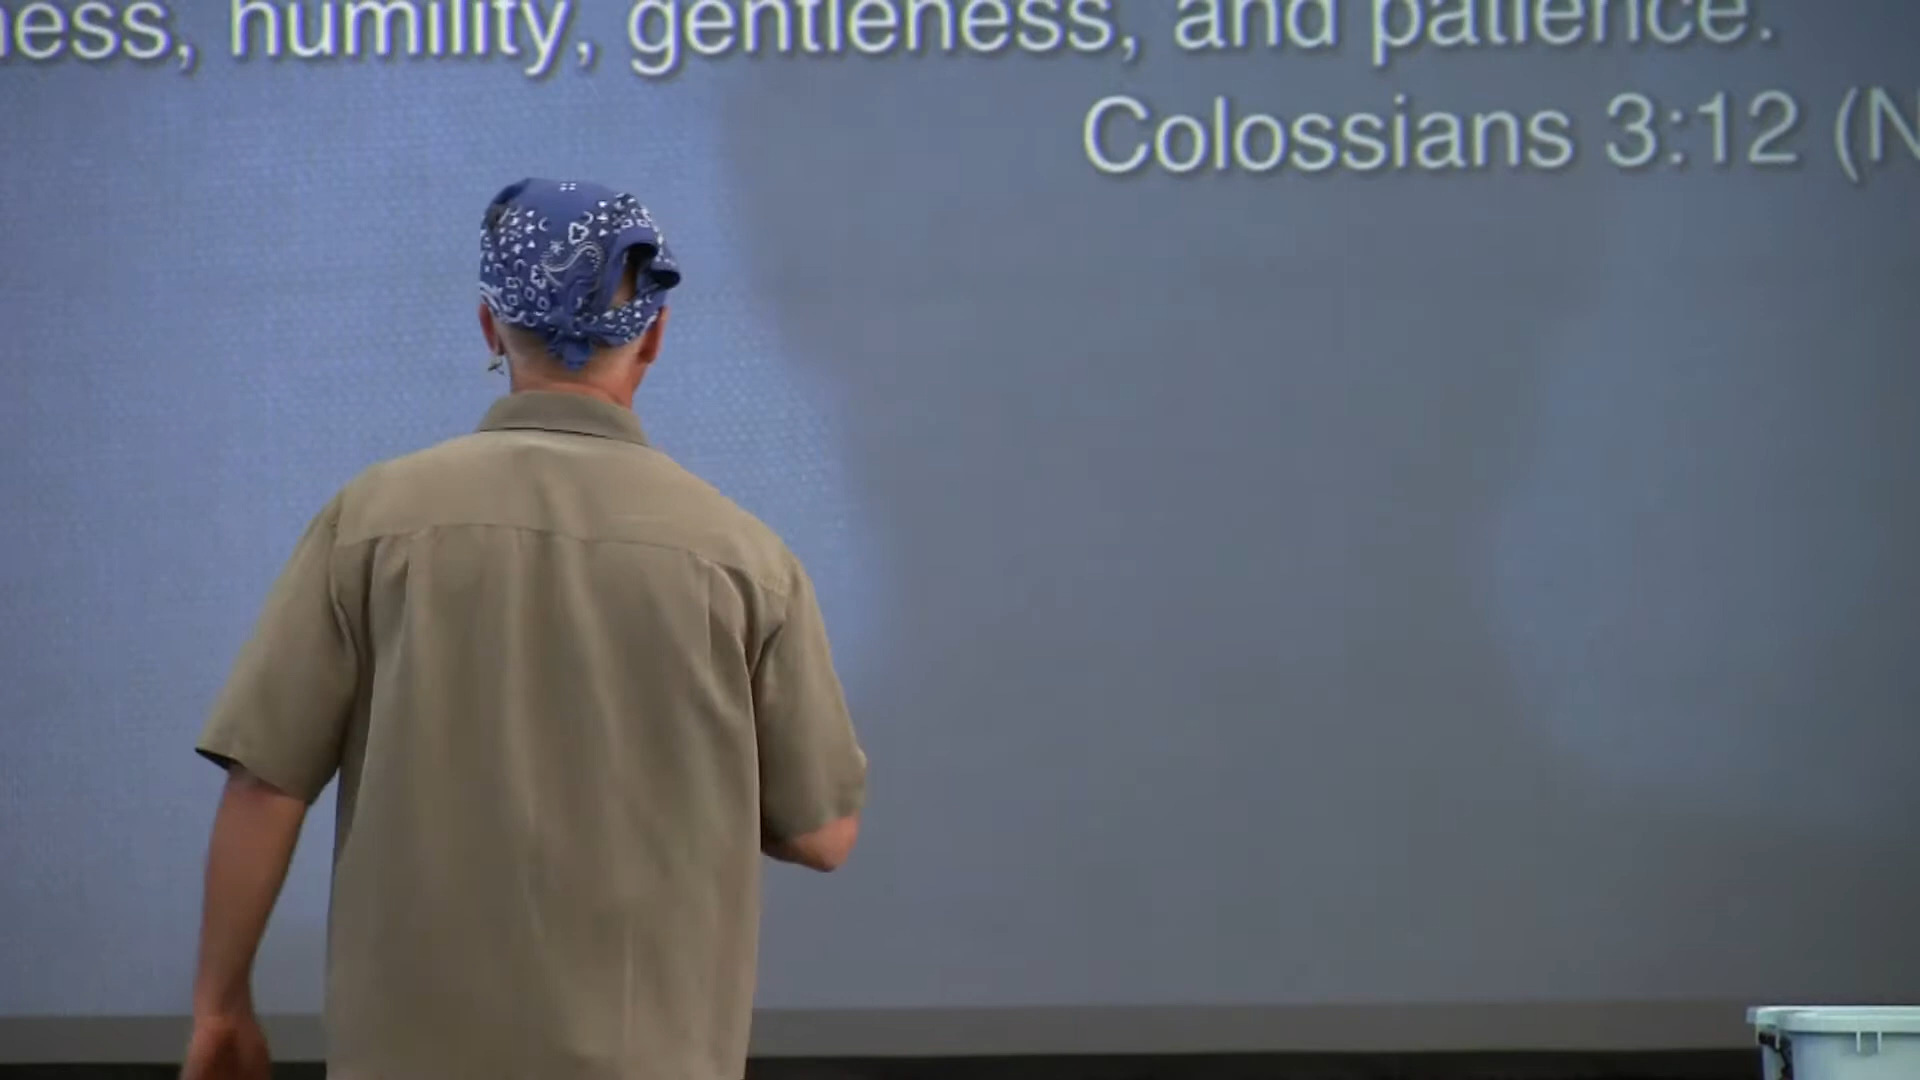 ness, humility, gentleness, and patience.
Colossians 3:12 (N